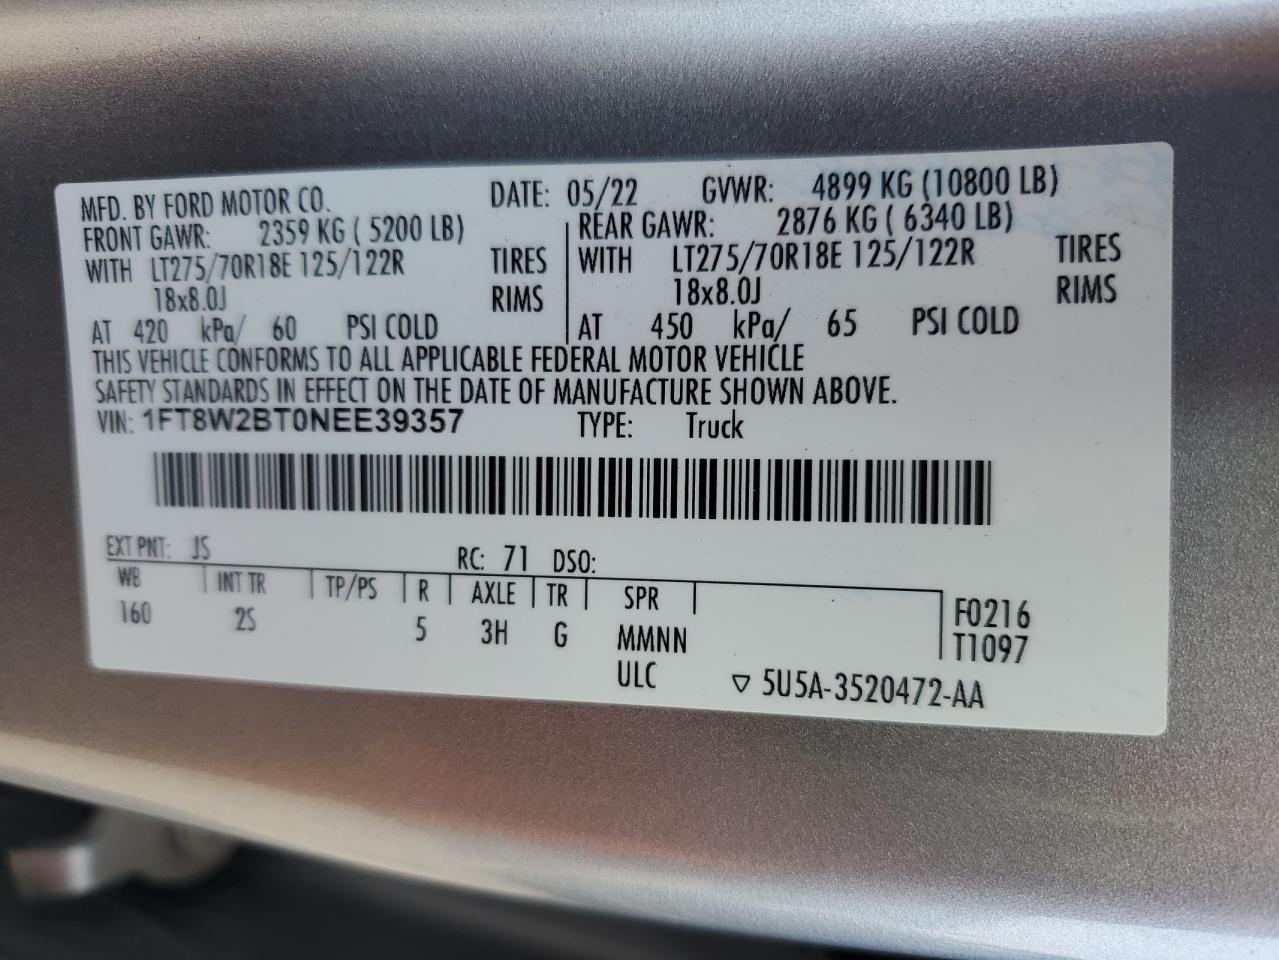 MFD. BY FORD MOTOR CO. DATE: 05/22 GVWR: 4899 KG (10800 LB)
FRONT GAWR: 2359 KG ( 5200 LB) REAR GAWR: 2876 KG ( 6340 LB)
WITH LT275/70R18E 125/122R TIRES WITH LT275/70R18E 125/122R TIRES
18x8.0J RIMS 18x8.0J RIMS
AT 420 kPa/ 60 PSI COLD AT 450 kPa/ 65 PSI COLD
THIS VEHICLE CONFORMS TO ALL APPLICABLE FEDERAL MOTOR VEHICLE
SAFETY STANDARDS IN EFFECT ON THE DATE OF MANUFACTURE SHOWN ABOVE.
VIN: 1FT8W2BT0NEE39357 TYPE: Truck
EXT PNT: JS RC: 71 DSO:
WB INT TR TP/PS R AXLE TR SPR F0216
160 2S 5 3H G MMNN T1097
ULC ▽ 5U5A-3520472-AA